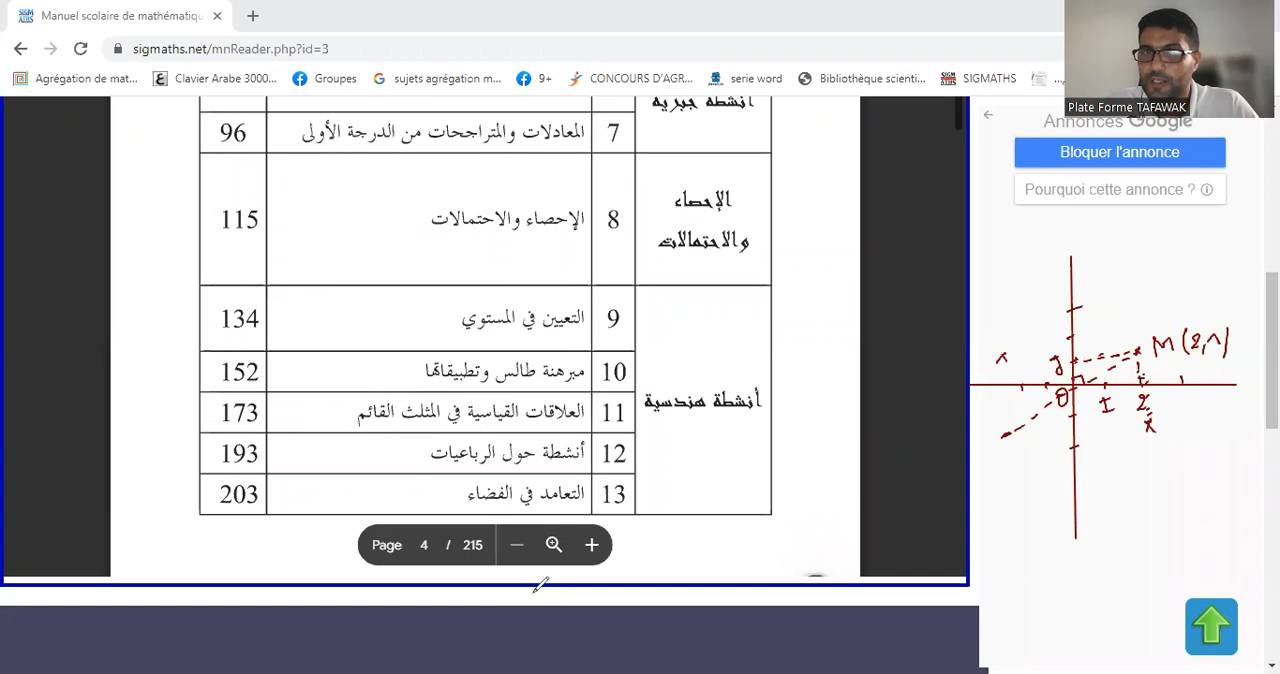 Manuel scolaire de mathématiqu
sigmaths.net/mnReader.php?id=3
Agrégation de mat...
Clavier Arabe 3000...
Groupes
sujets agrégation m...
9+
CONCOURS D'AGR...
serie word
Bibliothèque scienti...
SIGMATHS
Plate Forme TAFAWAK
أنشطة جبرية
7 المعادلات والمتراجحات من الدرجة الأولى 96
الإحصاء
والاحتمالات
8 الإحصاء والاحتمالات 115
أنشطة هندسية
9 التعيين في المستوي 134
10 مبرهنة طالس وتطبيقاتها 152
11 العلاقات القياسية في المثلث القائم 173
12 أنشطة حول الرباعيات 193
13 التعامد في الفضاء 203
Page 4 / 215
Annonces Google
Bloquer l'annonce
Pourquoi cette annonce ?
M (2,1)
J
O
I
2
x